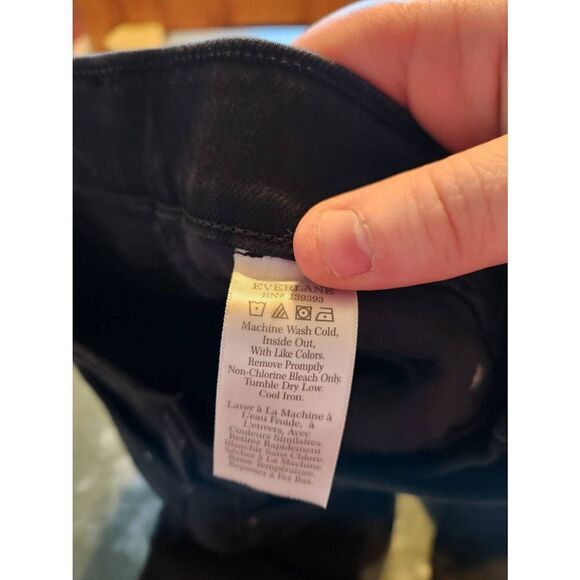 EVERLANE
RN# 139393
Machine Wash Cold,
Inside Out,
With Like Colors.
Remove Promptly
Non-Chlorine Bleach Only.
Tumble Dry Low.
Cool Iron.
Laver à La Machine à
L'eau Froide, à
L'envers, Avec
Couleurs Similaires.
Retirez Rapidement
Blanchir Sans Chlore.
Séchez à La Machine
Basse Température.
Repasser à Fer Bas.